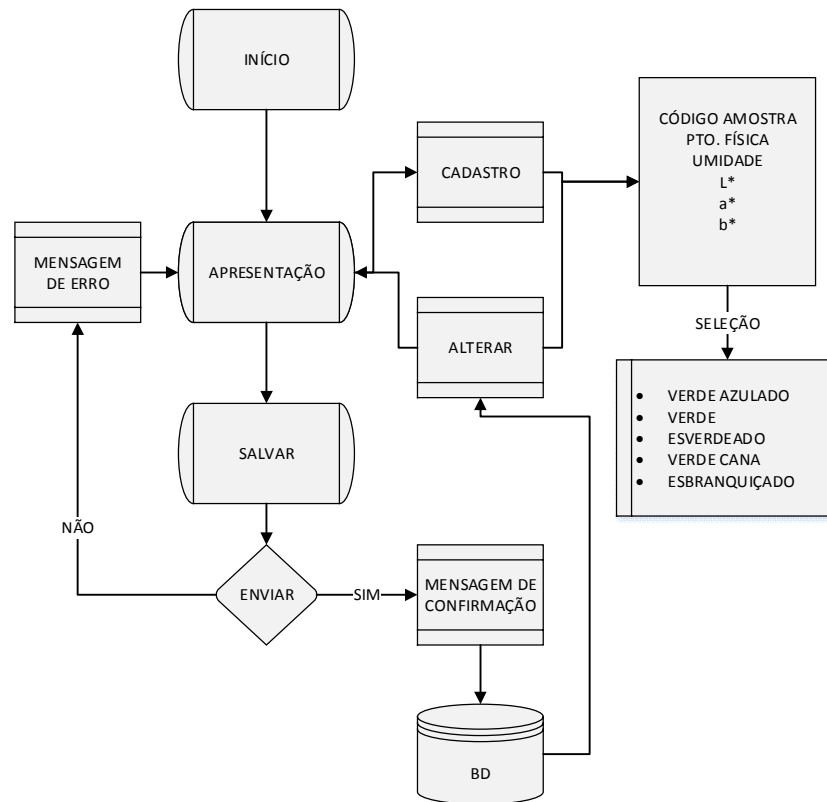 INÍCIO
CÓDIGO AMOSTRA
PTO. FÍSICA
UMIDADE
L*
a*
b*
CADASTRO
MENSAGEM
DE ERRO
APRESENTAÇÃO
ALTERAR
SELEÇÃO
• VERDE AZULADO
• VERDE
• ESVERDEADO
• VERDE CANA
• ESBRANQUIÇADO
SALVAR
NÃO
ENVIAR
SIM
MENSAGEM DE
CONFIRMAÇÃO
BD